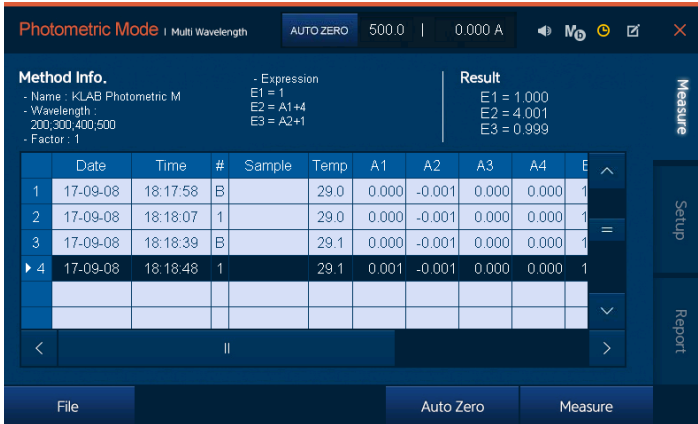 Photometric Mode | Multi Wavelength AUTO ZERO 500.0 | 0.000 A
Method Info.
- Name : KLAB Photometric M
- Wavelength :
200;300;400;500
- Factor : 1
- Expression
E1 = 1
E2 = A1+4
E3 = A2+1
Result
E1 = 1.000
E2 = 4.001
E3 = 0.999
Measure
Setup
Report
Date Time # Sample Temp A1 A2 A3 A4
1 17-09-08 18:17:58 B 29.0 0.000 -0.001 0.000 0.000 1
2 17-09-08 18:18:07 1 29.0 0.000 -0.001 0.000 0.000 1
3 17-09-08 18:18:39 B 29.1 0.000 -0.001 0.000 0.000 1
4 17-09-08 18:18:48 1 29.1 0.001 -0.001 0.000 0.000 1
File Auto Zero Measure